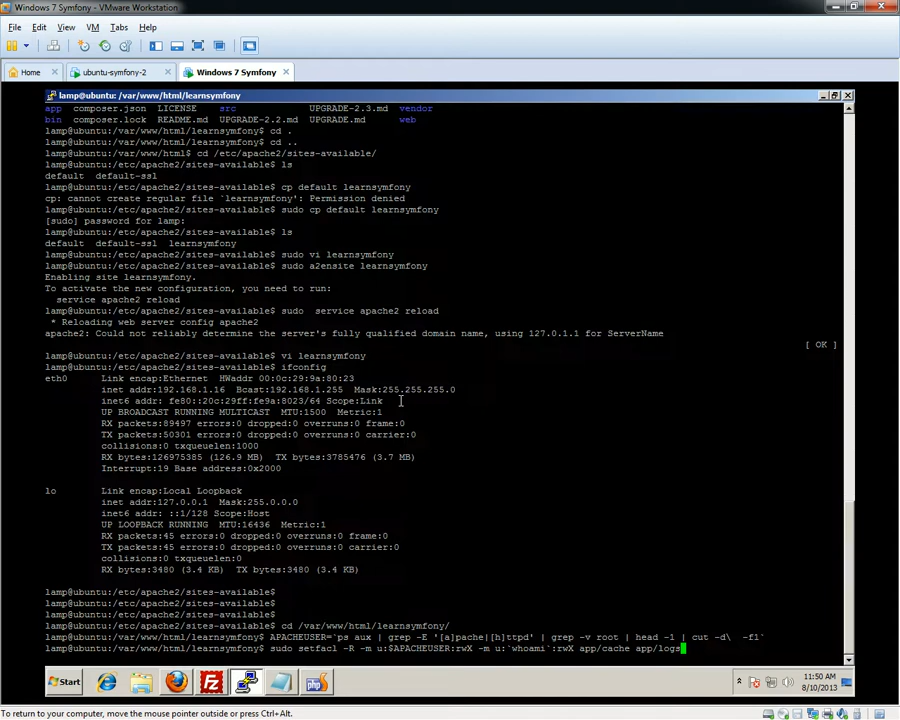 Windows 7 Symfony - VMware Workstation
File Edit View VM Tabs Help
Home ubuntu-symfony-2 Windows 7 Symfony
lamp@ubuntu: /var/www/html/learnsymfony
app composer.json LICENSE src UPGRADE-2.3.md vendor
bin composer.lock README.md UPGRADE-2.2.md UPGRADE.md web
lamp@ubuntu:/var/www/html/learnsymfony$ cd .
lamp@ubuntu:/var/www/html/learnsymfony$ cd ..
lamp@ubuntu:/var/www/html$ cd /etc/apache2/sites-available/
lamp@ubuntu:/etc/apache2/sites-available$ ls
default default-ssl
lamp@ubuntu:/etc/apache2/sites-available$ cp default learnsymfony
cp: cannot create regular file `learnsymfony': Permission denied
lamp@ubuntu:/etc/apache2/sites-available$ sudo cp default learnsymfony
[sudo] password for lamp:
lamp@ubuntu:/etc/apache2/sites-available$ ls
default default-ssl learnsymfony
lamp@ubuntu:/etc/apache2/sites-available$ sudo vi learnsymfony
lamp@ubuntu:/etc/apache2/sites-available$ sudo a2ensite learnsymfony
Enabling site learnsymfony.
To activate the new configuration, you need to run:
service apache2 reload
lamp@ubuntu:/etc/apache2/sites-available$ sudo  service apache2 reload
* Reloading web server config apache2
apache2: Could not reliably determine the server's fully qualified domain name, using 127.0.1.1 for ServerName
[ OK ]
lamp@ubuntu:/etc/apache2/sites-available$ vi learnsymfony
lamp@ubuntu:/etc/apache2/sites-available$ ifconfig
eth0 Link encap:Ethernet HWaddr 00:0c:29:9a:80:23
inet addr:192.168.1.16 Bcast:192.168.1.255 Mask:255.255.255.0
inet6 addr: fe80::20c:29ff:fe9a:8023/64 Scope:Link
UP BROADCAST RUNNING MULTICAST MTU:1500 Metric:1
RX packets:89497 errors:0 dropped:0 overruns:0 frame:0
TX packets:50301 errors:0 dropped:0 overruns:0 carrier:0
collisions:0 txqueuelen:1000
RX bytes:126975385 (126.9 MB) TX bytes:3785476 (3.7 MB)
Interrupt:19 Base address:0x2000
lo Link encap:Local Loopback
inet addr:127.0.0.1 Mask:255.0.0.0
inet6 addr: ::1/128 Scope:Host
UP LOOPBACK RUNNING MTU:16436 Metric:1
RX packets:45 errors:0 dropped:0 overruns:0 frame:0
TX packets:45 errors:0 dropped:0 overruns:0 carrier:0
collisions:0 txqueuelen:0
RX bytes:3480 (3.4 KB) TX bytes:3480 (3.4 KB)
lamp@ubuntu:/etc/apache2/sites-available$
lamp@ubuntu:/etc/apache2/sites-available$
lamp@ubuntu:/etc/apache2/sites-available$ cd /var/www/html/learnsymfony/
lamp@ubuntu:/var/www/html/learnsymfony$ APACHEUSER=`ps aux | grep -E '[a]pache|[h]ttpd' | grep -v root | head -1 | cut -d\  -f1`
lamp@ubuntu:/var/www/html/learnsymfony$ sudo setfacl -R -m u:$APACHEUSER:rwX -m u:`whoami`:rwX app/cache app/logs
Start
11:50 AM
8/10/2013
To return to your computer, move the mouse pointer outside or press Ctrl+Alt.